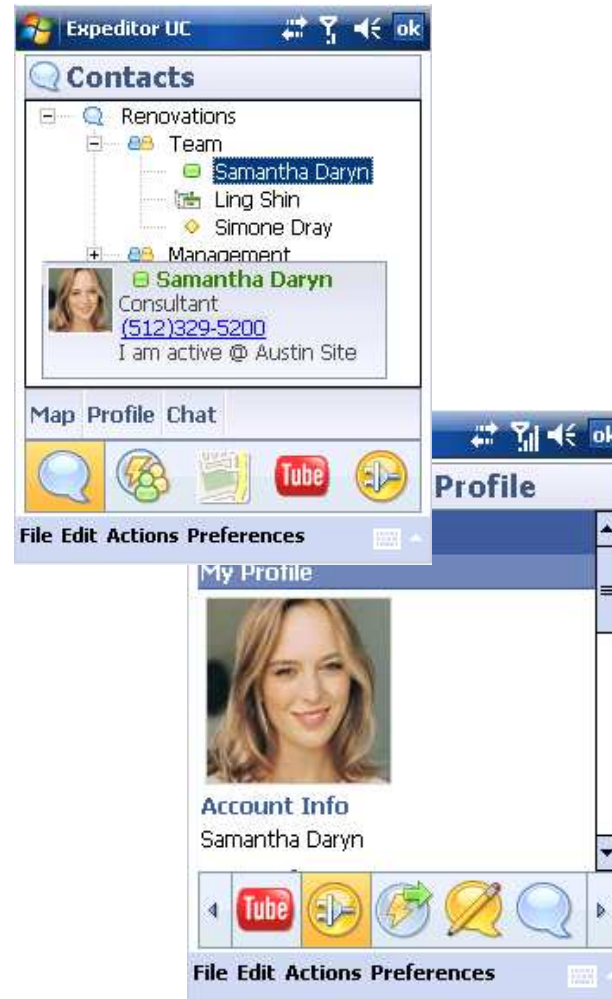 Expeditor UC ok
Contacts
Renovations
Team
Samantha Daryn
Ling Shin
Simone Dray
Management
Samantha Daryn
Consultant
(512)329-5200
I am active @ Austin Site
Map Profile Chat
Tube
File Edit Actions Preferences
ok
Profile
My Profile
Account Info
Samantha Daryn
Tube
File Edit Actions Preferences